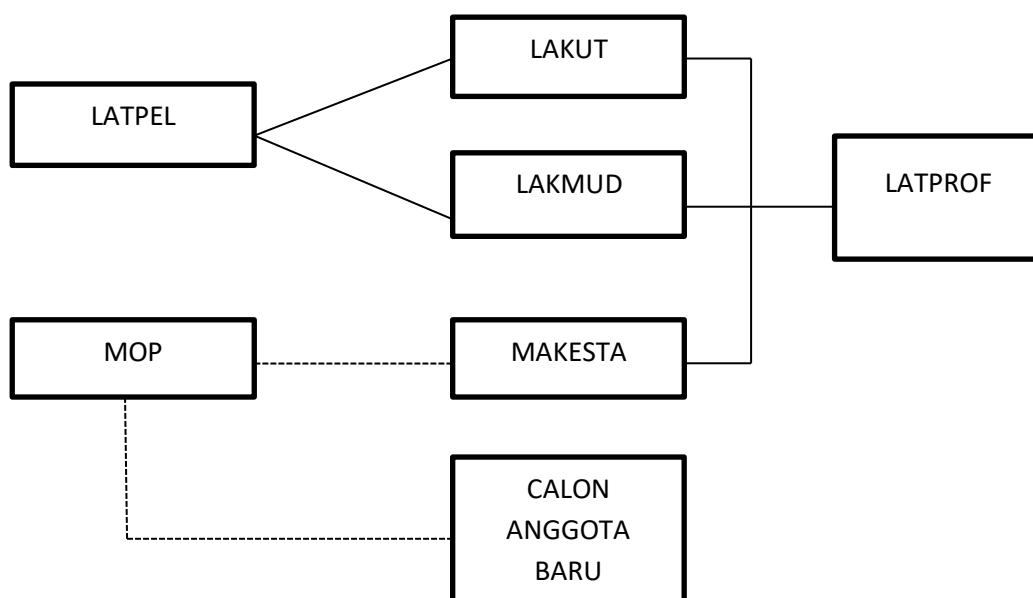 LAKUT
LATPEL
LAKMUD
LATPROF
MOP
MAKESTA
CALON
ANGGOTA
BARU